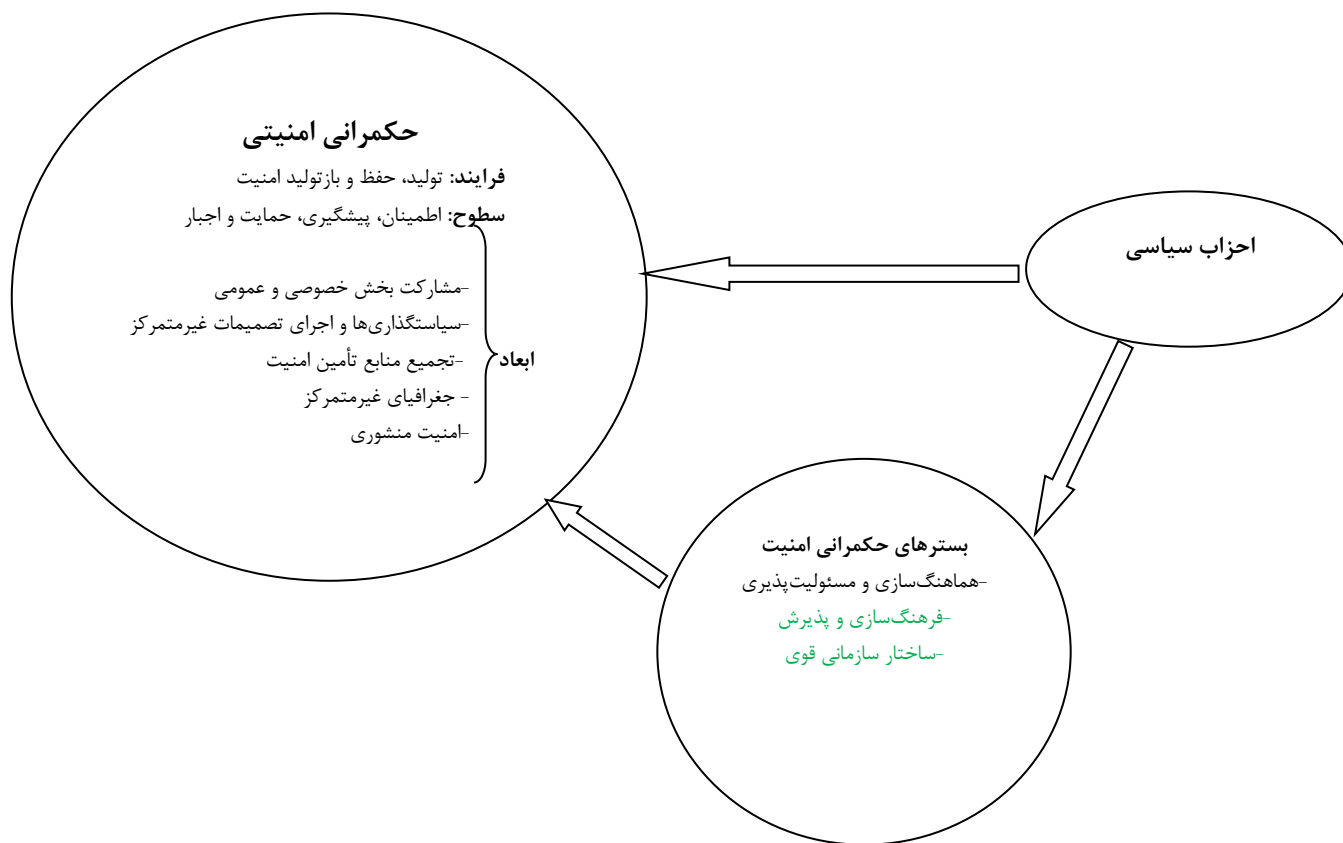 حکمرانی امنیتی
فرایند: تولید، حفظ و بازتولید امنیت
سطوح: اطمینان، پیشگیری، حمایت و اجبار
-مشارکت بخش خصوصی و عمومی
-سیاستگذاری‌ها و اجرای تصمیمات غیرمتمرکز
ابعاد
-تجمیع منابع تأمین امنیت
- جغرافیای غیرمتمرکز
-امنیت منشوری
احزاب سیاسی
بسترهای حکمرانی امنیت
-هماهنگ‌سازی و مسئولیت‌پذیری
-فرهنگ‌سازی و پذیرش
-ساختار سازمانی قوی